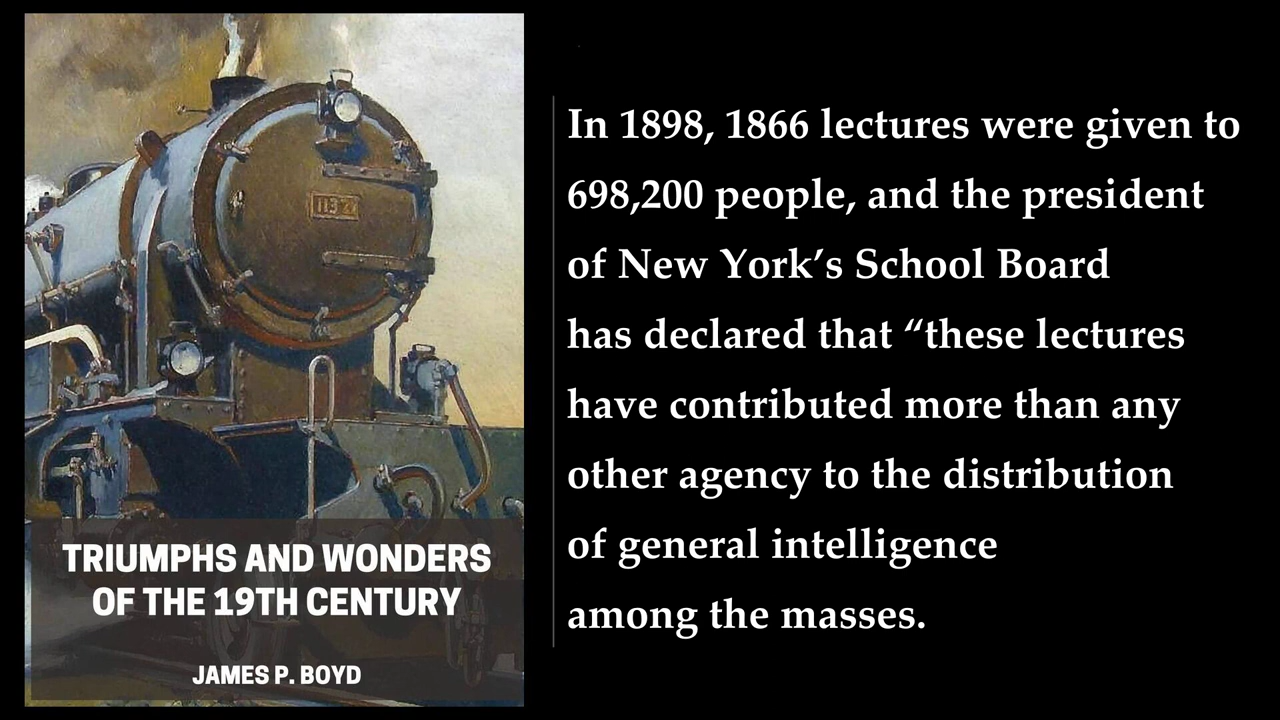 1132
TRIUMPHS AND WONDERS
OF THE 19TH CENTURY
JAMES P. BOYD
In 1898, 1866 lectures were given to
698,200 people, and the president
of New York’s School Board
has declared that “these lectures
have contributed more than any
other agency to the distribution
of general intelligence
among the masses.